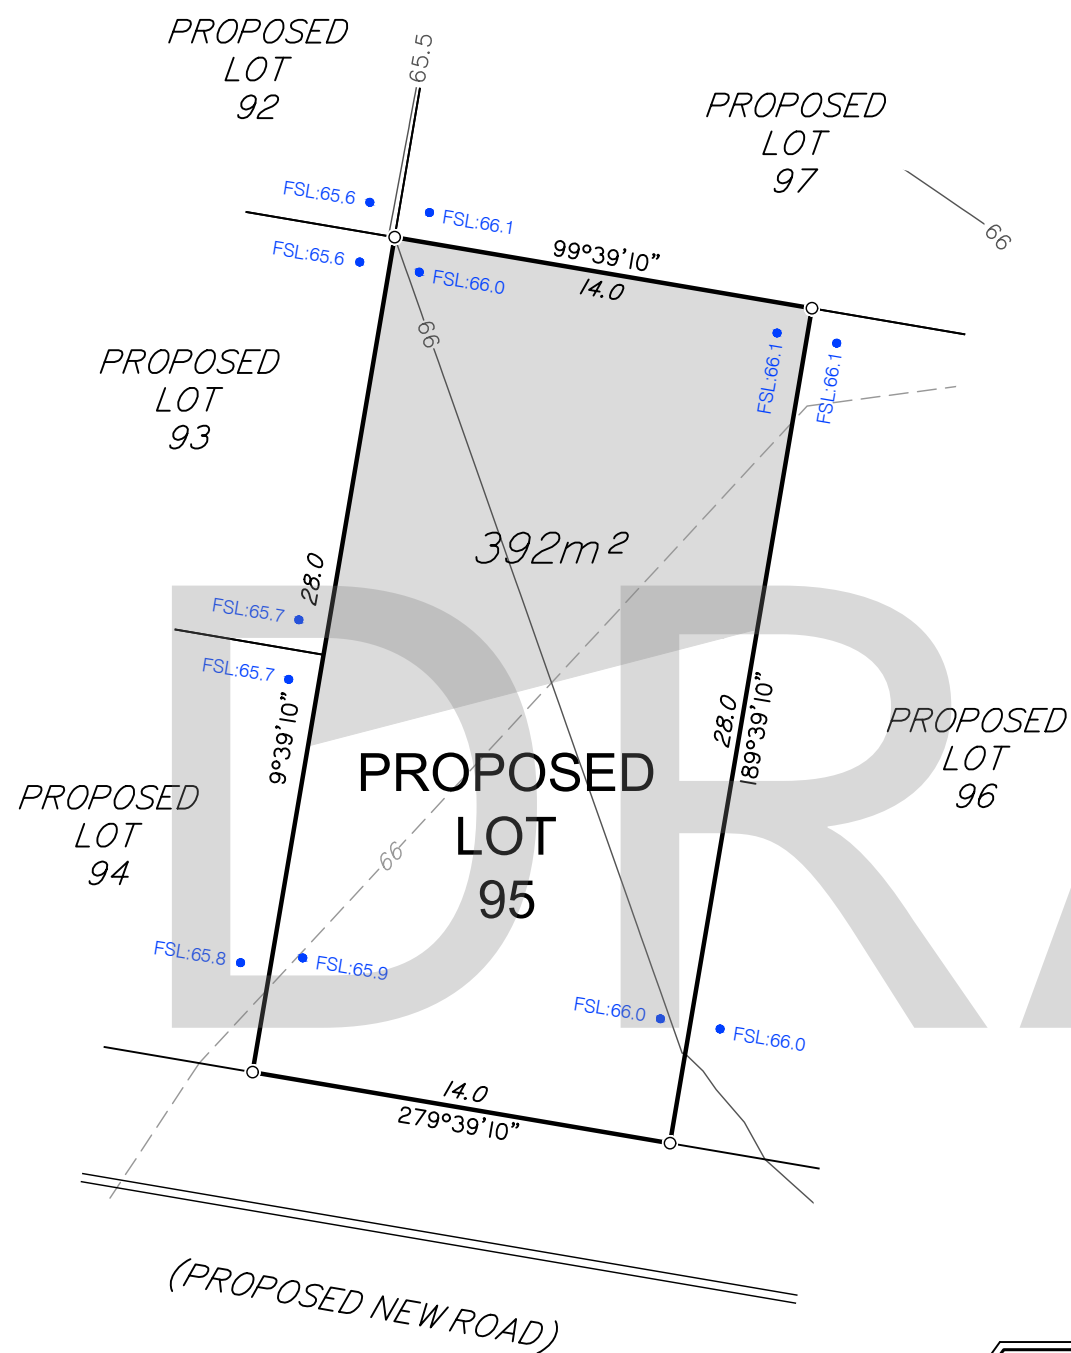 PROPOSED
LOT
92
65.5
PROPOSED
LOT
97
66
FSL:65.6
FSL:66.1
FSL:65.6
FSL:66.0
99°39'10"
14.0
66
FSL:66.1
FSL:66.1
PROPOSED
LOT
93
392m²
28.0
FSL:65.7
FSL:65.7
9°39'10"
28.0
189°39'10"
PROPOSED
LOT
96
PROPOSED
LOT
95
PROPOSED
LOT
94
66
FSL:65.8
FSL:65.9
FSL:66.0
FSL:66.0
14.0
279°39'10"
(PROPOSED NEW ROAD)
DRA